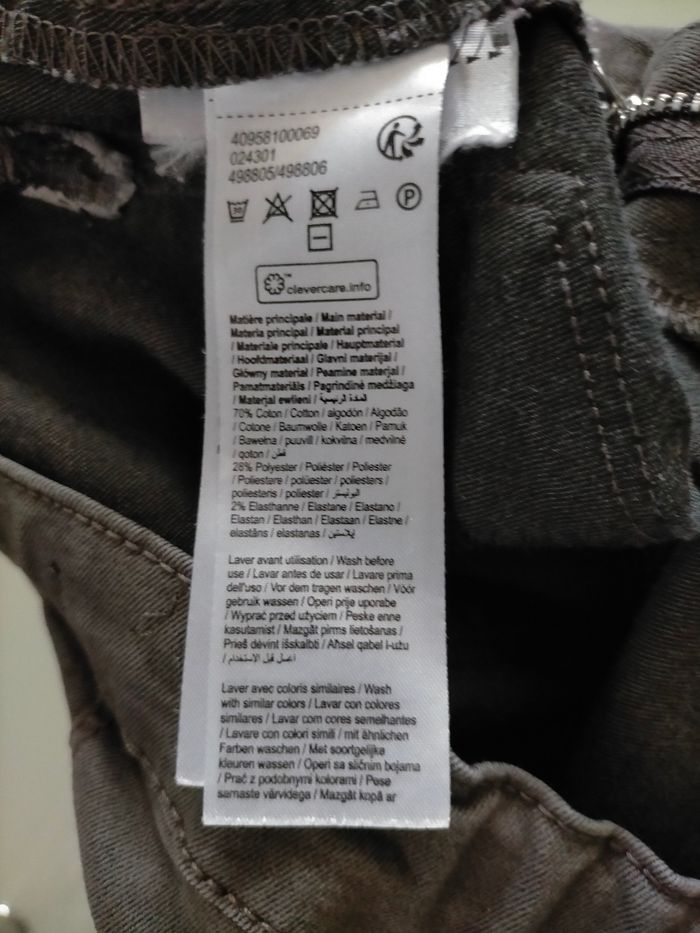 40958100069
024301
498805/498806
30
P
clevercare.info
Matière principale / Main material /
Materia principal / Material principal
/ Materiale principale / Hauptmaterial
/ Hoofdmateriaal / Glavni materijal /
Główny materiał / Peamine materjal /
Pamatmateriāls / Pagrindinė medžiaga
/ Materjal ewlieni / المادة الرئيسية
70% Coton / Cotton / algodón / Algodão
/ Cotone / Baumwolle / Katoen / Pamuk
/ Bawełna / puuvill / kokvilna / medvilnė
/ qoton / قطن
28% Polyester / Poliéster / Poliester
/ Poliestere / polüester / poliesters /
poliesteris / poliester / البوليستر
2% Elasthanne / Elastane / Elastano /
Elastan / Elasthan / Elastaan / Elastne /
elastāns / elastanas / إيلاستين
Laver avant utilisation / Wash before
use / Lavar antes de usar / Lavare prima
dell'uso / Vor dem tragen waschen / Vóór
gebruik wassen / Operi prije uporabe
/ Wyprać przed użyciem / Peske enne
kasutamist / Mazgāt pirms lietošanas /
Prieš dėvint išskalbti / Aħsel qabel l-użu
/ اغسل قبل الاستخدام
Laver avec coloris similaires / Wash
with similar colors / Lavar con colores
similares / Lavar com cores semelhantes
/ Lavare con colori simili / mit ähnlichen
Farben waschen / Met soortgelijke
kleuren wassen / Operi sa sličnim bojama
/ Prać z podobnymi kolorami / Pese
samaste värvidega / Mazgāt kopā ar